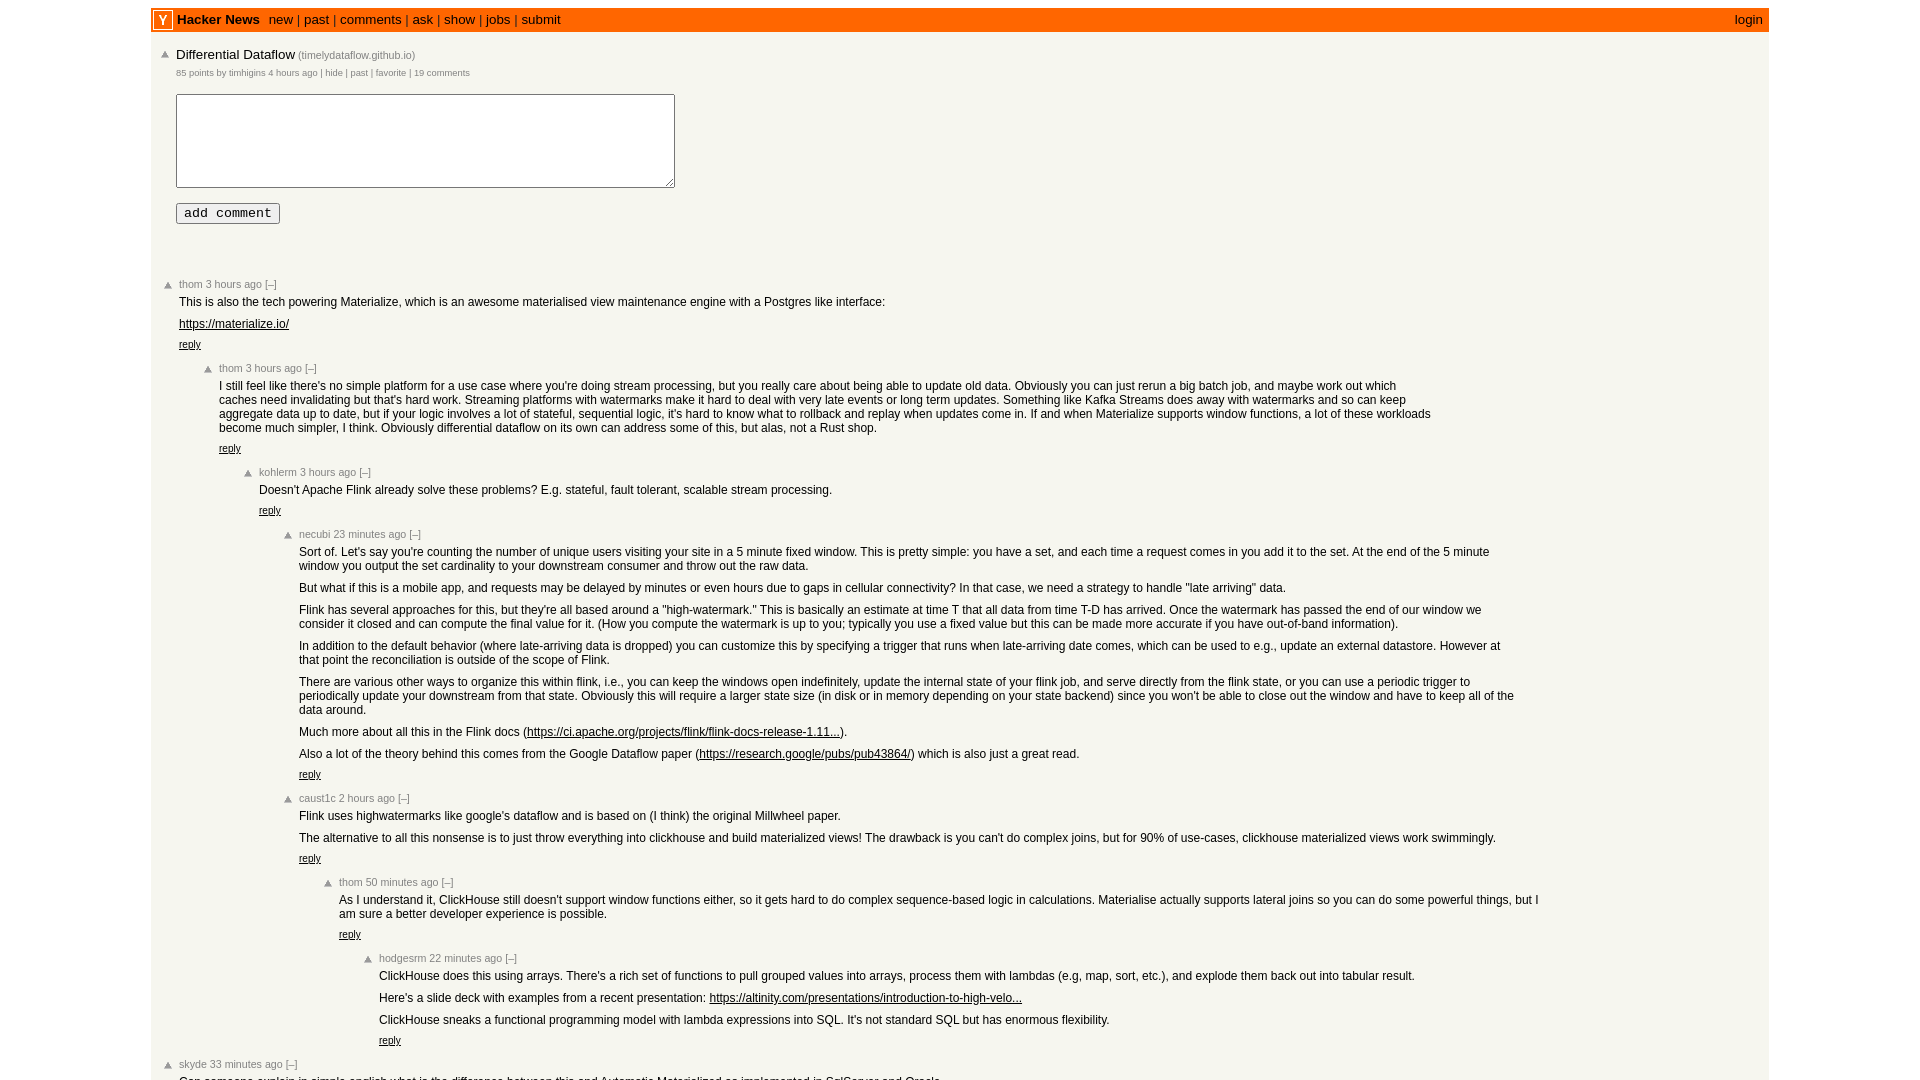 Y Hacker News new | past | comments | ask | show | jobs | submit login
Differential Dataflow (timelydataflow.github.io)
85 points by timhigins 4 hours ago | hide | past | favorite | 19 comments
add comment
thom 3 hours ago [–]
This is also the tech powering Materialize, which is an awesome materialised view maintenance engine with a Postgres like interface:
https://materialize.io/
reply
thom 3 hours ago [–]
I still feel like there's no simple platform for a use case where you're doing stream processing, but you really care about being able to update old data. Obviously you can just rerun a big batch job, and maybe work out which
caches need invalidating but that's hard work. Streaming platforms with watermarks make it hard to deal with very late events or long term updates. Something like Kafka Streams does away with watermarks and so can keep
aggregate data up to date, but if your logic involves a lot of stateful, sequential logic, it's hard to know what to rollback and replay when updates come in. If and when Materialize supports window functions, a lot of these workloads
become much simpler, I think. Obviously differential dataflow on its own can address some of this, but alas, not a Rust shop.
reply
kohlerm 3 hours ago [–]
Doesn't Apache Flink already solve these problems? E.g. stateful, fault tolerant, scalable stream processing.
reply
necubi 23 minutes ago [–]
Sort of. Let's say you're counting the number of unique users visiting your site in a 5 minute fixed window. This is pretty simple: you have a set, and each time a request comes in you add it to the set. At the end of the 5 minute
window you output the set cardinality to your downstream consumer and throw out the raw data.
But what if this is a mobile app, and requests may be delayed by minutes or even hours due to gaps in cellular connectivity? In that case, we need a strategy to handle "late arriving" data.
Flink has several approaches for this, but they're all based around a "high-watermark." This is basically an estimate at time T that all data from time T-D has arrived. Once the watermark has passed the end of our window we
consider it closed and can compute the final value for it. (How you compute the watermark is up to you; typically you use a fixed value but this can be made more accurate if you have out-of-band information).
In addition to the default behavior (where late-arriving data is dropped) you can customize this by specifying a trigger that runs when late-arriving date comes, which can be used to e.g., update an external datastore. However at
that point the reconciliation is outside of the scope of Flink.
There are various other ways to organize this within flink, i.e., you can keep the windows open indefinitely, update the internal state of your flink job, and serve directly from the flink state, or you can use a periodic trigger to
periodically update your downstream from that state. Obviously this will require a larger state size (in disk or in memory depending on your state backend) since you won't be able to close out the window and have to keep all of the
data around.
Much more about all this in the Flink docs (https://ci.apache.org/projects/flink/flink-docs-release-1.11...).
Also a lot of the theory behind this comes from the Google Dataflow paper (https://research.google/pubs/pub43864/) which is also just a great read.
reply
caust1c 2 hours ago [–]
Flink uses highwatermarks like google's dataflow and is based on (I think) the original Millwheel paper.
The alternative to all this nonsense is to just throw everything into clickhouse and build materialized views! The drawback is you can't do complex joins, but for 90% of use-cases, clickhouse materialized views work swimmingly.
reply
thom 50 minutes ago [–]
As I understand it, ClickHouse still doesn't support window functions either, so it gets hard to do complex sequence-based logic in calculations. Materialise actually supports lateral joins so you can do some powerful things, but I
am sure a better developer experience is possible.
reply
hodgesrm 22 minutes ago [–]
ClickHouse does this using arrays. There's a rich set of functions to pull grouped values into arrays, process them with lambdas (e.g, map, sort, etc.), and explode them back out into tabular result.
Here's a slide deck with examples from a recent presentation: https://altinity.com/presentations/introduction-to-high-velo...
ClickHouse sneaks a functional programming model with lambda expressions into SQL. It's not standard SQL but has enormous flexibility.
reply
skyde 33 minutes ago [–]
Can someone explain in simple english what is the difference between this and Automatic Materialized as implemented in SqlServer and Oracle